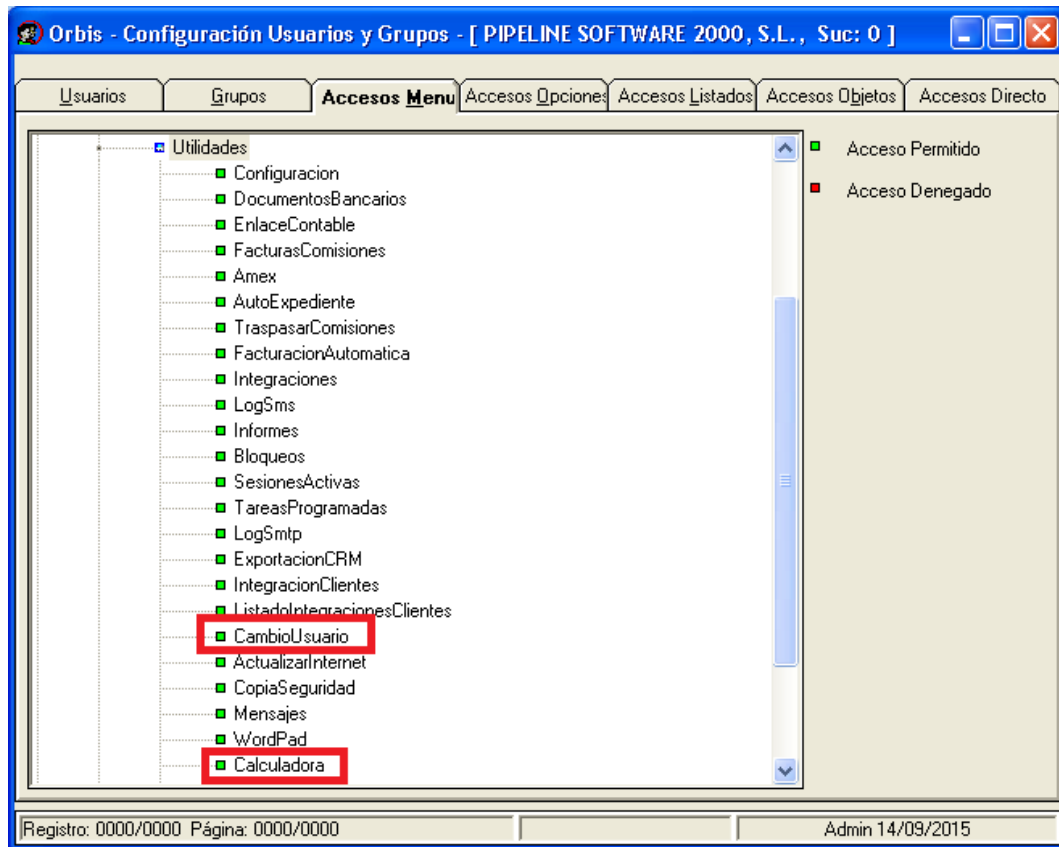 Orbis - Configuración Usuarios y Grupos - [ PIPELINE SOFTWARE 2000, S.L., Suc: 0 ]
Usuarios Grupos Accesos Menu Accesos Opciones Accesos Listados Accesos Objetos Accesos Directo
Utilidades
Configuracion
DocumentosBancarios
EnlaceContable
FacturasComisiones
Amex
AutoExpediente
TraspasarComisiones
FacturacionAutomatica
Integraciones
LogSms
Informes
Bloqueos
SesionesActivas
TareasProgramadas
LogSmtp
ExportacionCRM
IntegracionClientes
ListadoIntegracionesClientes
CambioUsuario
ActualizarInternet
CopiaSeguridad
Mensajes
WordPad
Calculadora
Acceso Permitido
Acceso Denegado
Registro: 0000/0000 Página: 0000/0000
Admin 14/09/2015